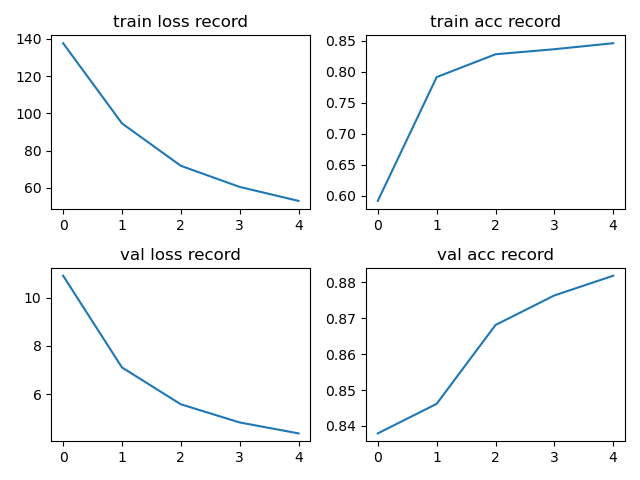 train loss record
140
120
100
80
60
0 1 2 3 4
train acc record
0.85
0.80
0.75
0.70
0.65
0.60
0 1 2 3 4
val loss record
10
8
6
0 1 2 3 4
val acc record
0.88
0.87
0.86
0.85
0.84
0 1 2 3 4